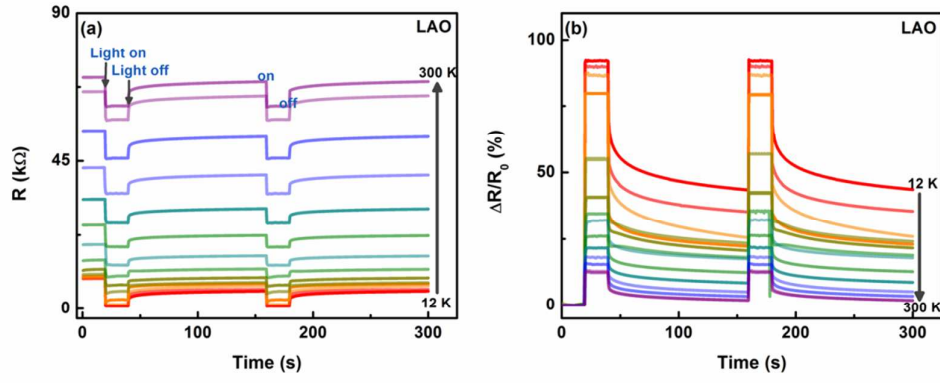 (a)
LAO
90
45
0
R (kΩ)
Light on
Light off
on
off
300 K
12 K
0
100
200
300
Time (s)
(b)
LAO
100
50
0
ΔR/R₀ (%)
12 K
300 K
0
100
200
300
Time (s)